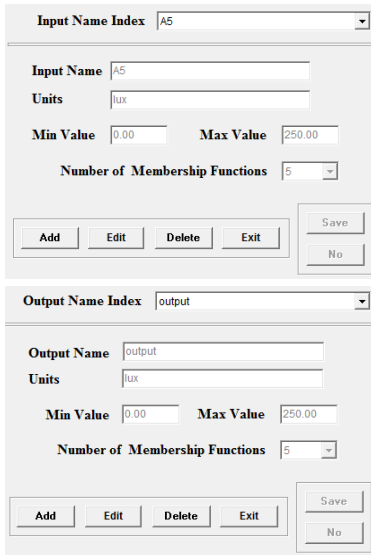 Input Name Index A5
Input Name A5
Units lux
Min Value 0.00 Max Value 250.00
Number of Membership Functions 5
Add Edit Delete Exit Save
No
Output Name Index output
Output Name output
Units lux
Min Value 0.00 Max Value 250.00
Number of Membership Functions 5
Add Edit Delete Exit Save
No